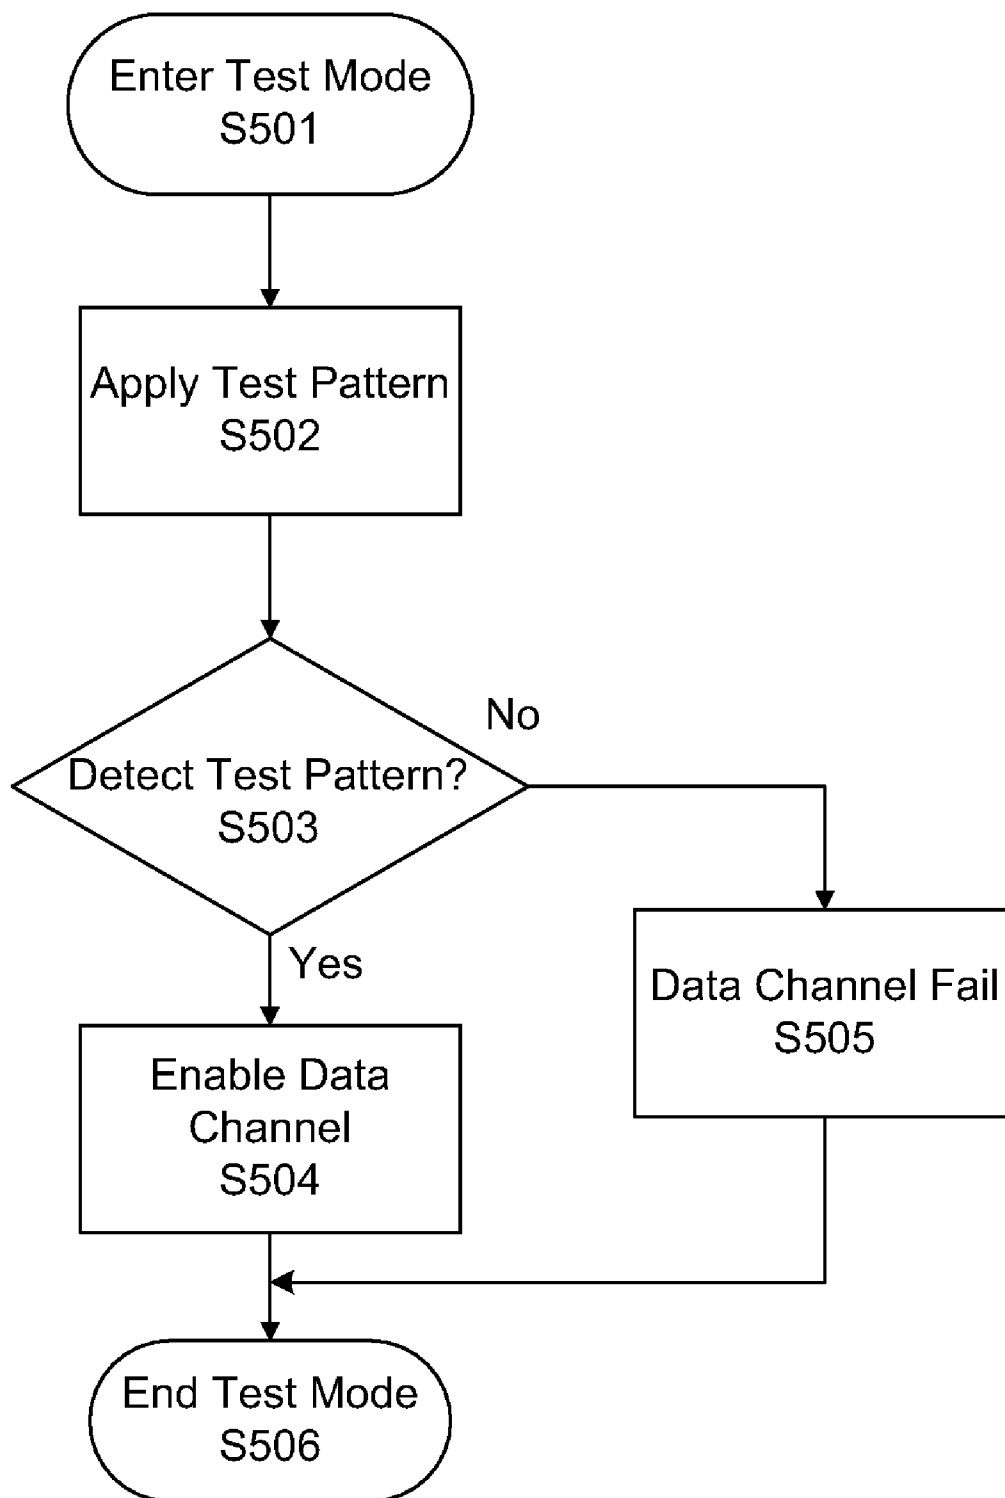 Enter Test Mode
S501
Apply Test Pattern
S502
No
Detect Test Pattern?
S503
Yes
Data Channel Fail
S505
Enable Data
Channel
S504
End Test Mode
S506